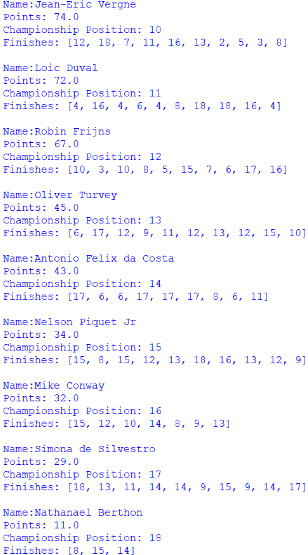 Name:Jean-Eric Vergne
Points: 74.0
Championship Position: 10
Finishes: [12, 18, 7, 11, 16, 13, 2, 5, 3, 8]
Name:Loic Duval
Points: 72.0
Championship Position: 11
Finishes: [4, 16, 4, 6, 4, 8, 18, 18, 16, 4]
Name:Robin Frijns
Points: 67.0
Championship Position: 12
Finishes: [10, 3, 10, 8, 5, 15, 7, 6, 17, 16]
Name:Oliver Turvey
Points: 45.0
Championship Position: 13
Finishes: [6, 17, 12, 9, 11, 12, 13, 12, 15, 10]
Name:Antonio Felix da Costa
Points: 43.0
Championship Position: 14
Finishes: [17, 6, 6, 17, 17, 17, 8, 6, 11]
Name:Nelson Piquet Jr
Points: 34.0
Championship Position: 15
Finishes: [15, 8, 15, 12, 13, 18, 16, 13, 12, 9]
Name:Mike Conway
Points: 32.0
Championship Position: 16
Finishes: [15, 12, 10, 14, 8, 9, 13]
Name:Simona de Silvestro
Points: 29.0
Championship Position: 17
Finishes: [18, 13, 11, 14, 14, 9, 15, 9, 14, 17]
Name:Nathanael Berthon
Points: 11.0
Championship Position: 18
Finishes: [8, 15, 14]